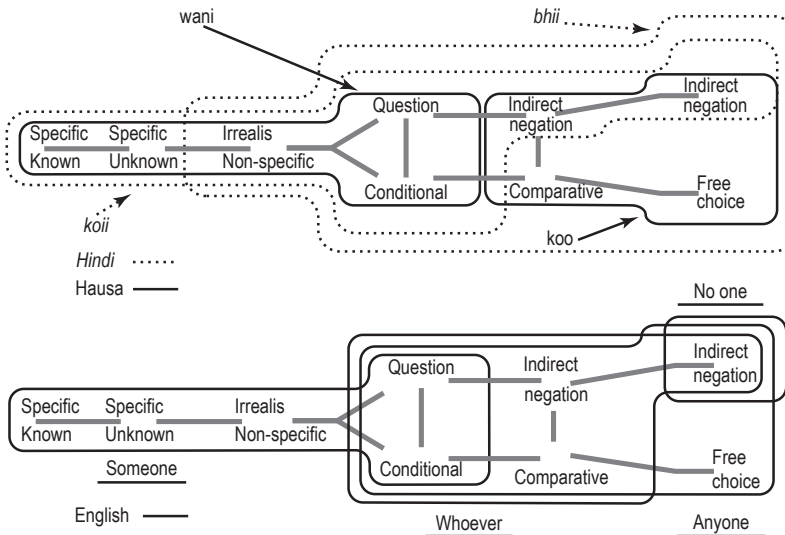 wani
bhii
Question
Indirect
negation
Indirect
negation
Specific
Known
Specific
Unknown
Irrealis
Non-specific
Conditional
Comparative
Free
choice
koii
koo
Hindi
Hausa
No one
Question
Indirect
negation
Indirect
negation
Specific
Known
Specific
Unknown
Irrealis
Non-specific
Conditional
Comparative
Free
choice
Someone
English
Whoever
Anyone